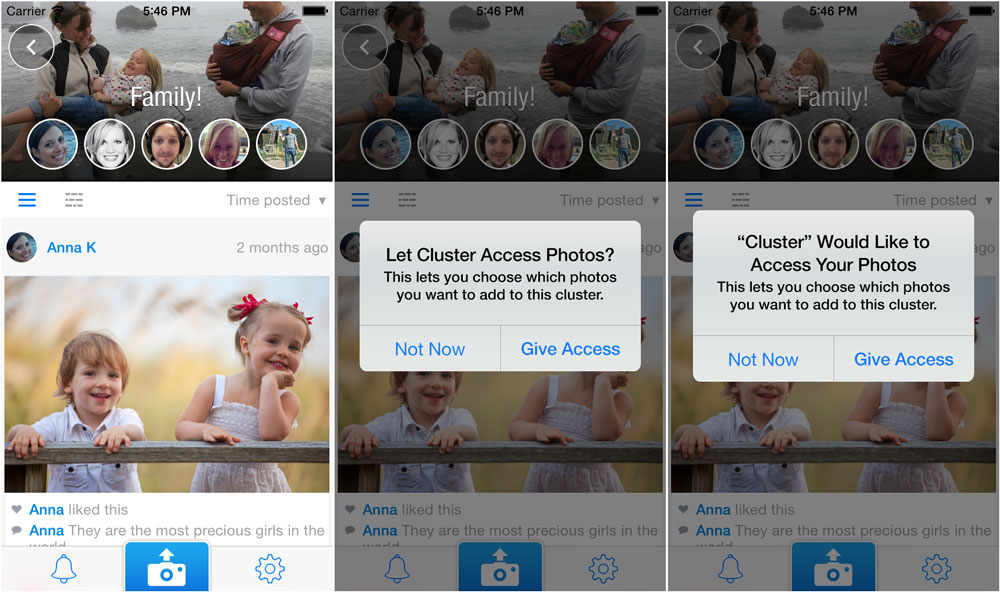 Carrier 5:46 PM
Family!
Time posted ▾
Anna K 2 months ago
Anna liked this
Anna They are the most precious girls in the
world
Carrier 5:46 PM
Family!
Time posted ▾
ago
Let Cluster Access Photos?
This lets you choose which photos
you want to add to this cluster.
Not Now Give Access
Anna liked this
Anna They are the most precious girls in the
world
Carrier 5:46 PM
Family!
Time posted ▾
ago
“Cluster” Would Like to
Access Your Photos
This lets you choose which photos
you want to add to this cluster.
Not Now Give Access
Anna liked this
Anna They are the most precious girls in the
world